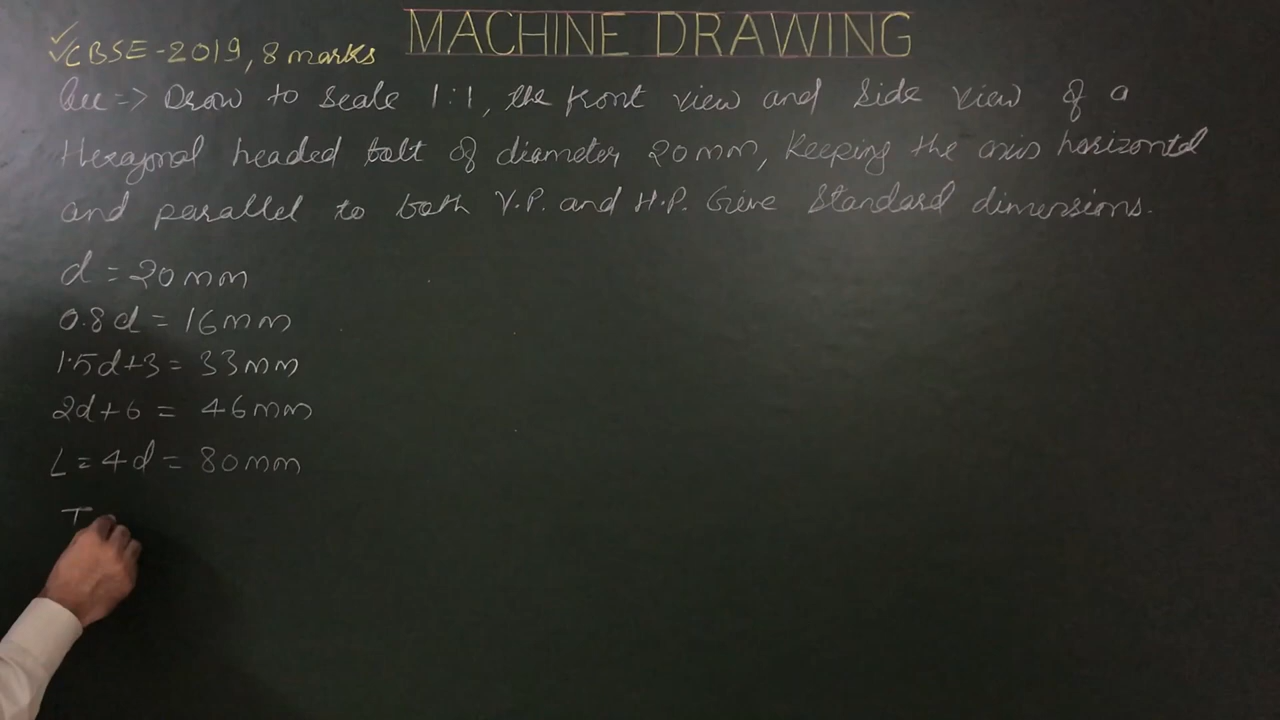 MACHINE DRAWING
✓✓CBSE-2019, 8 marks
Que => Draw to scale 1:1, the front view and side view of a
Hexagonal headed bolt of diameter 20mm, Keeping the axis horizontal
and parallel to both V.P. and H.P. Give Standard dimensions.
d = 20mm
0.8d = 16mm
1.5d+3 = 33mm
2d+6 = 46mm
L = 4d = 80mm
T